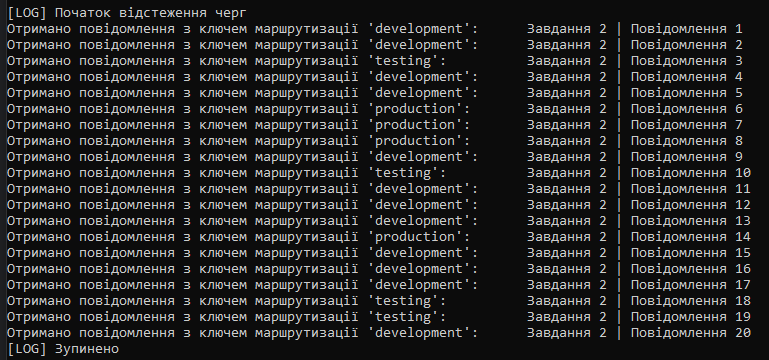 [LOG] Початок відстеження черг
Отримано повідомлення з ключем маршрутизації 'development': Завдання 2 | Повідомлення 1
Отримано повідомлення з ключем маршрутизації 'development': Завдання 2 | Повідомлення 2
Отримано повідомлення з ключем маршрутизації 'testing': Завдання 2 | Повідомлення 3
Отримано повідомлення з ключем маршрутизації 'development': Завдання 2 | Повідомлення 4
Отримано повідомлення з ключем маршрутизації 'development': Завдання 2 | Повідомлення 5
Отримано повідомлення з ключем маршрутизації 'production': Завдання 2 | Повідомлення 6
Отримано повідомлення з ключем маршрутизації 'production': Завдання 2 | Повідомлення 7
Отримано повідомлення з ключем маршрутизації 'production': Завдання 2 | Повідомлення 8
Отримано повідомлення з ключем маршрутизації 'development': Завдання 2 | Повідомлення 9
Отримано повідомлення з ключем маршрутизації 'testing': Завдання 2 | Повідомлення 10
Отримано повідомлення з ключем маршрутизації 'development': Завдання 2 | Повідомлення 11
Отримано повідомлення з ключем маршрутизації 'development': Завдання 2 | Повідомлення 12
Отримано повідомлення з ключем маршрутизації 'development': Завдання 2 | Повідомлення 13
Отримано повідомлення з ключем маршрутизації 'production': Завдання 2 | Повідомлення 14
Отримано повідомлення з ключем маршрутизації 'development': Завдання 2 | Повідомлення 15
Отримано повідомлення з ключем маршрутизації 'development': Завдання 2 | Повідомлення 16
Отримано повідомлення з ключем маршрутизації 'development': Завдання 2 | Повідомлення 17
Отримано повідомлення з ключем маршрутизації 'testing': Завдання 2 | Повідомлення 18
Отримано повідомлення з ключем маршрутизації 'testing': Завдання 2 | Повідомлення 19
Отримано повідомлення з ключем маршрутизації 'development': Завдання 2 | Повідомлення 20
[LOG] Зупинено